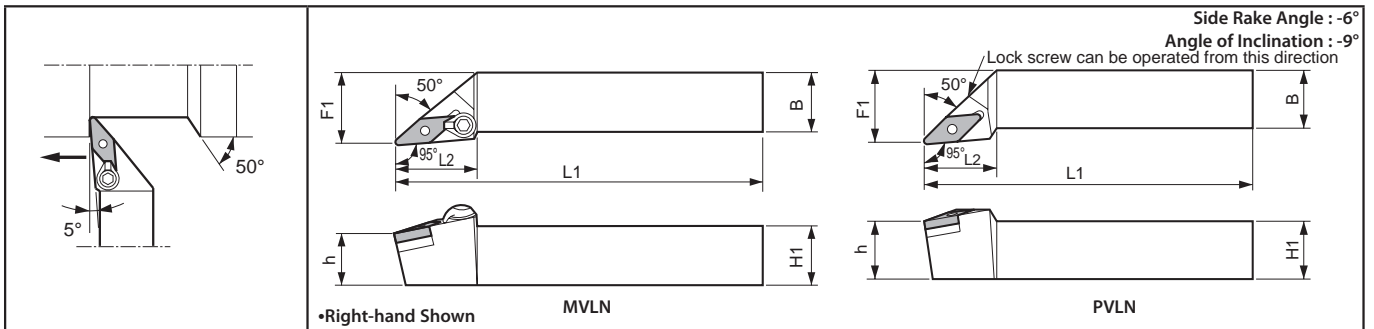 Side Rake Angle : -6°
Angle of Inclination : -9°
Lock screw can be operated from this direction
50°
5°
F1
50°
95°
L2
L1
B
h
H1
•Right-hand Shown
MVLN
F1
50°
95°
L2
L1
B
h
H1
PVLN